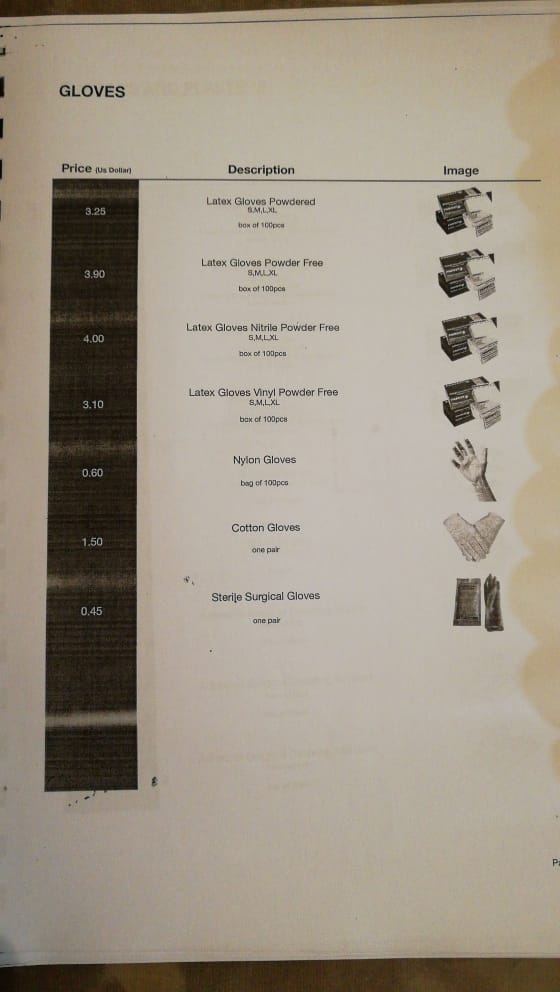 GLOVES
Price (Us Dollar) Description Image
3.25 Latex Gloves Powdered
S,M,L,XL
box of 100pcs
3.90 Latex Gloves Powder Free
S,M,L,XL
box of 100pcs
4.00 Latex Gloves Nitrile Powder Free
S,M,L,XL
box of 100pcs
3.10 Latex Gloves Vinyl Powder Free
S,M,L,XL
box of 100pcs
0.60 Nylon Gloves
bag of 100pcs
1.50 Cotton Gloves
one pair
0.45 Sterile Surgical Gloves
one pair